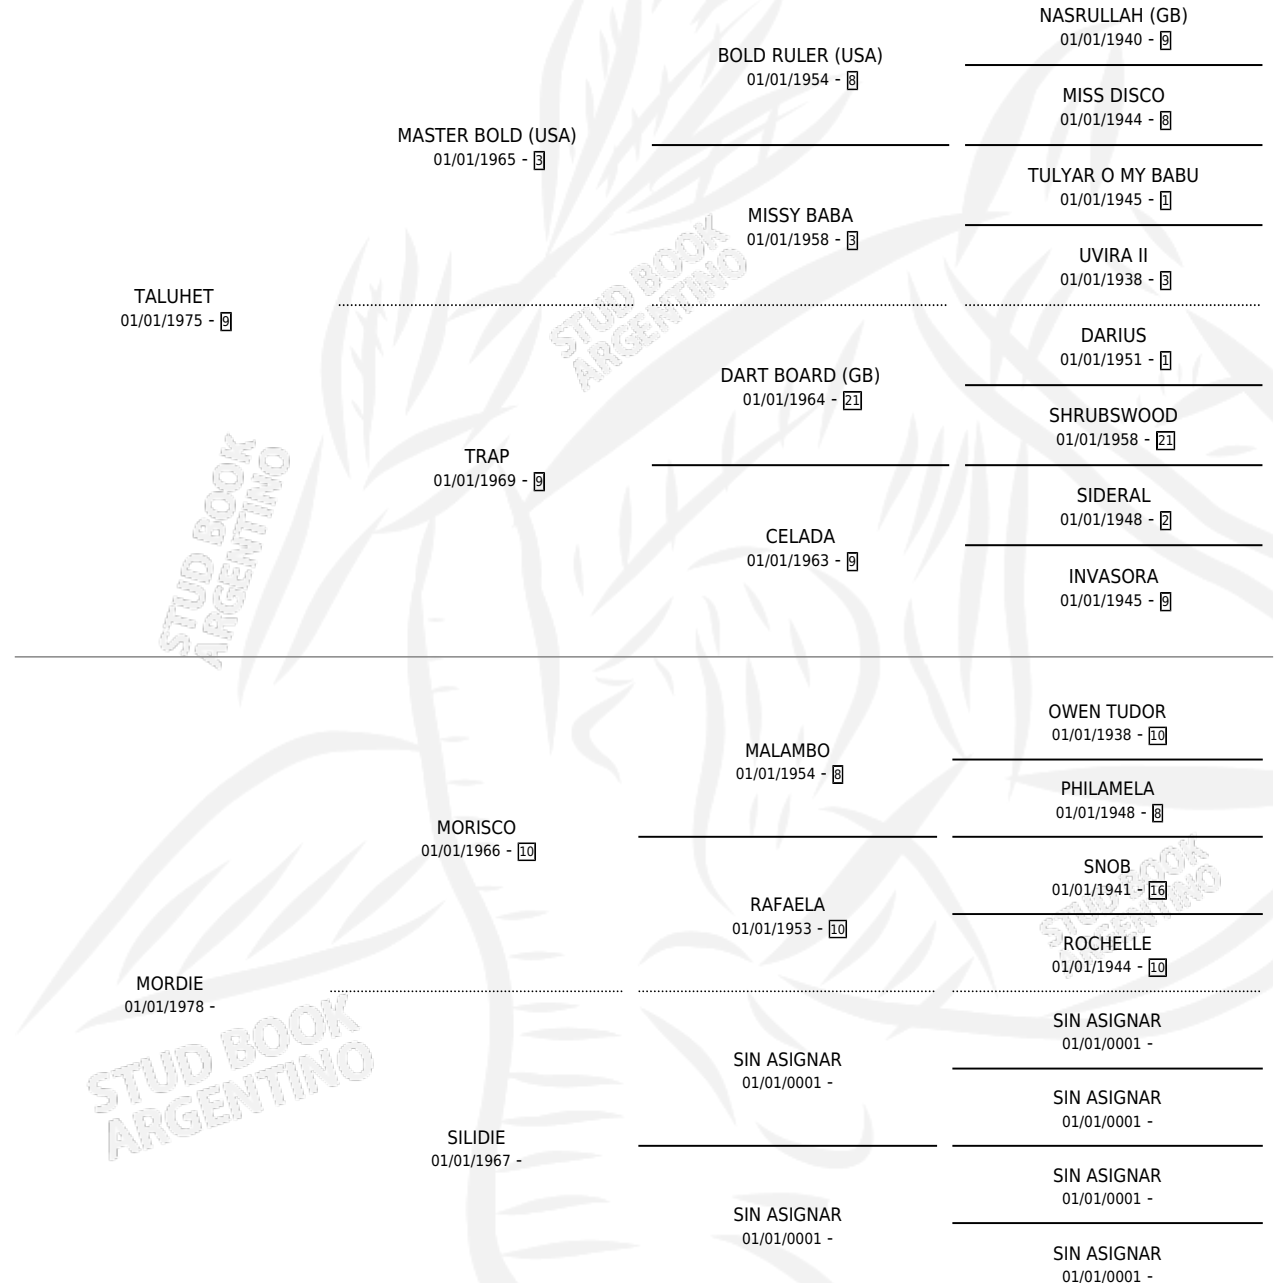 NASRULLAH (GB)
01/01/1940 - 9
BOLD RULER (USA)
01/01/1954 - 8
MISS DISCO
01/01/1944 - 8
MASTER BOLD (USA)
01/01/1965 - 3
TULYAR O MY BABU
01/01/1945 - 1
MISSY BABA
01/01/1958 - 3
UVIRA II
01/01/1938 - 3
TALUHET
01/01/1975 - 9
DARIUS
01/01/1951 - 1
DART BOARD (GB)
01/01/1964 - 21
SHRUBSWOOD
01/01/1958 - 21
TRAP
01/01/1969 - 9
SIDERAL
01/01/1948 - 2
CELADA
01/01/1963 - 9
INVASORA
01/01/1945 - 9
OWEN TUDOR
01/01/1938 - 10
MALAMBO
01/01/1954 - 8
PHILAMELA
01/01/1948 - 8
MORISCO
01/01/1966 - 10
SNOB
01/01/1941 - 16
RAFAELA
01/01/1953 - 10
ROCHELLE
01/01/1944 - 10
MORDIE
01/01/1978 -
SIN ASIGNAR
01/01/0001 -
SIN ASIGNAR
01/01/0001 -
SIN ASIGNAR
01/01/0001 -
SILIDIE
01/01/1967 -
SIN ASIGNAR
01/01/0001 -
SIN ASIGNAR
01/01/0001 -
SIN ASIGNAR
01/01/0001 -
STUD BOOK
ARGENTINO
STUD BOOK
ARGENTINO
STUD BOOK
ARGENTINO
STUD BOOK
ARGENTINO